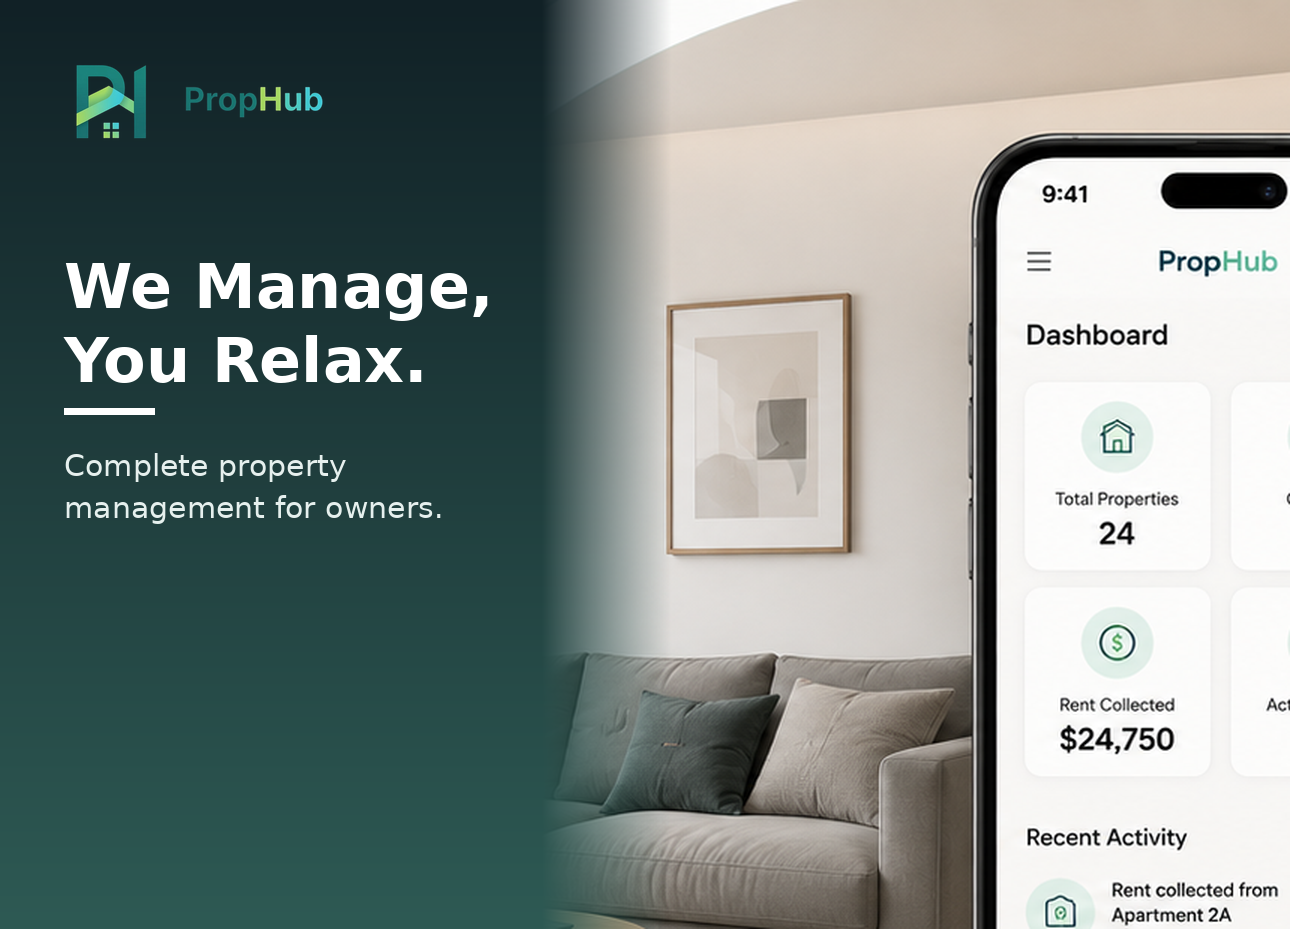 PropHub
We Manage,
You Relax.
Complete property
management for owners.
9:41
PropHub
Dashboard
Total Properties
24
Rent Collected
$24,750
Recent Activity
Rent collected from
Apartment 2A